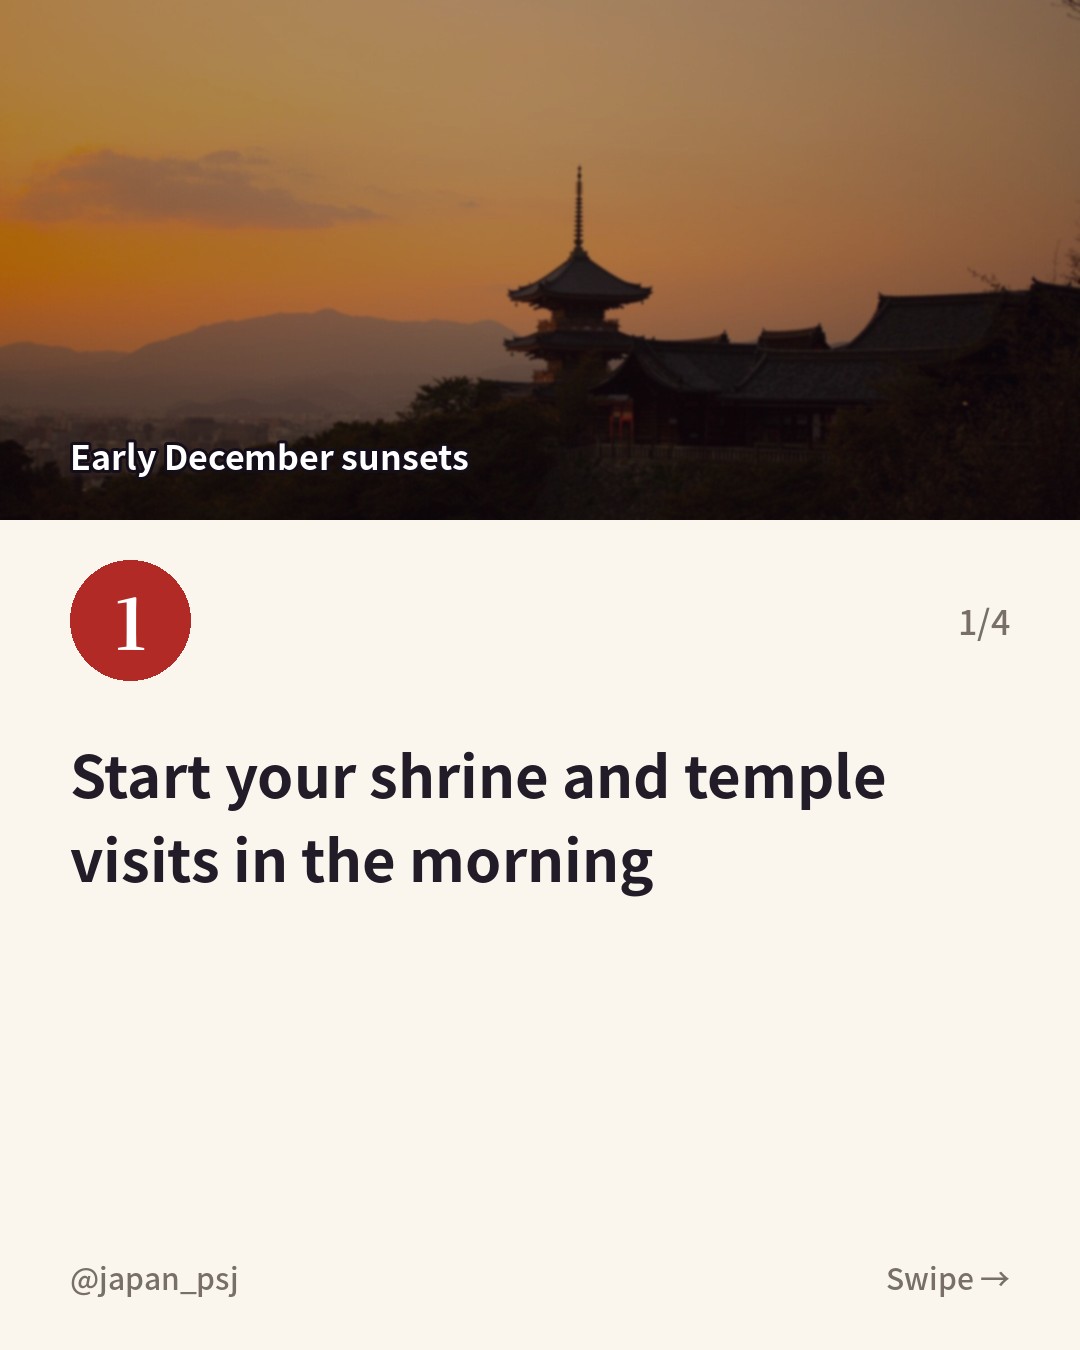 Early December sunsets
1
1/4
Start your shrine and temple
visits in the morning
@japan_psj
Swipe →